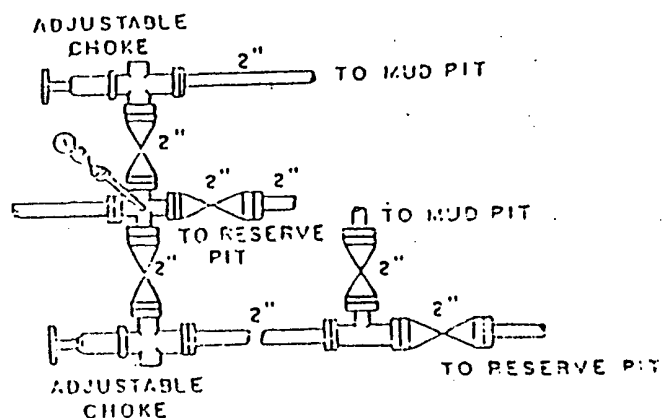 ADJUSTABLE
CHOKE
2"
TO MUD PIT
2"
2"
2"
TO RESERVE
PIT
TO MUD PIT
2"
2"
2"
2"
TO RESERVE PIT
ADJUSTABLE
CHOKE